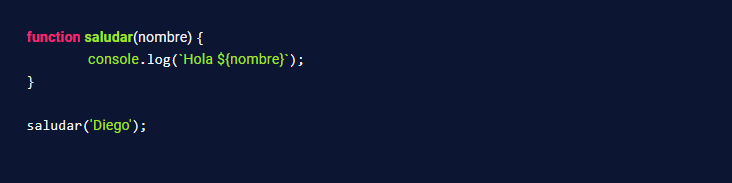 function saludar(nombre) {
console.log(`Hola ${nombre}`);
}
saludar('Diego');